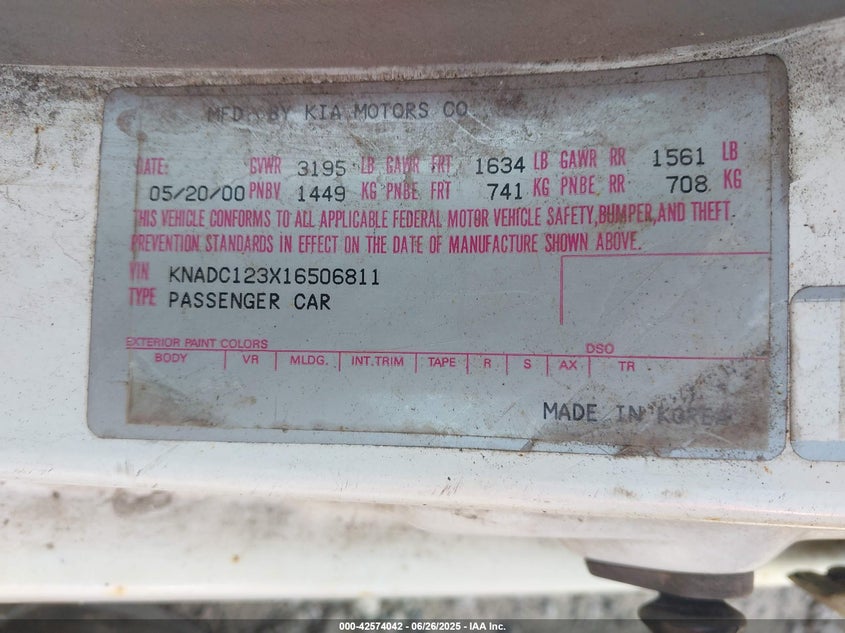 MFD. BY KIA MOTORS CO
DATE: GVWR 3195 LB GAWR FRT 1634 LB GAWR RR 1561 LB
05/20/00 PNBV 1449 KG PNBE FRT 741 KG PNBE RR 708 KG
THIS VEHICLE CONFORMS TO ALL APPLICABLE FEDERAL MOTOR VEHICLE SAFETY, BUMPER, AND THEFT
PREVENTION STANDARDS IN EFFECT ON THE DATE OF MANUFACTURE SHOWN ABOVE.
VIN KNADC123X16506811
TYPE PASSENGER CAR
EXTERIOR PAINT COLORS DSO
BODY VR MLDG. INT.TRIM TAPE R S AX TR
MADE IN KOREA
000-42574042 - 06/26/2025 - © IAA Inc.